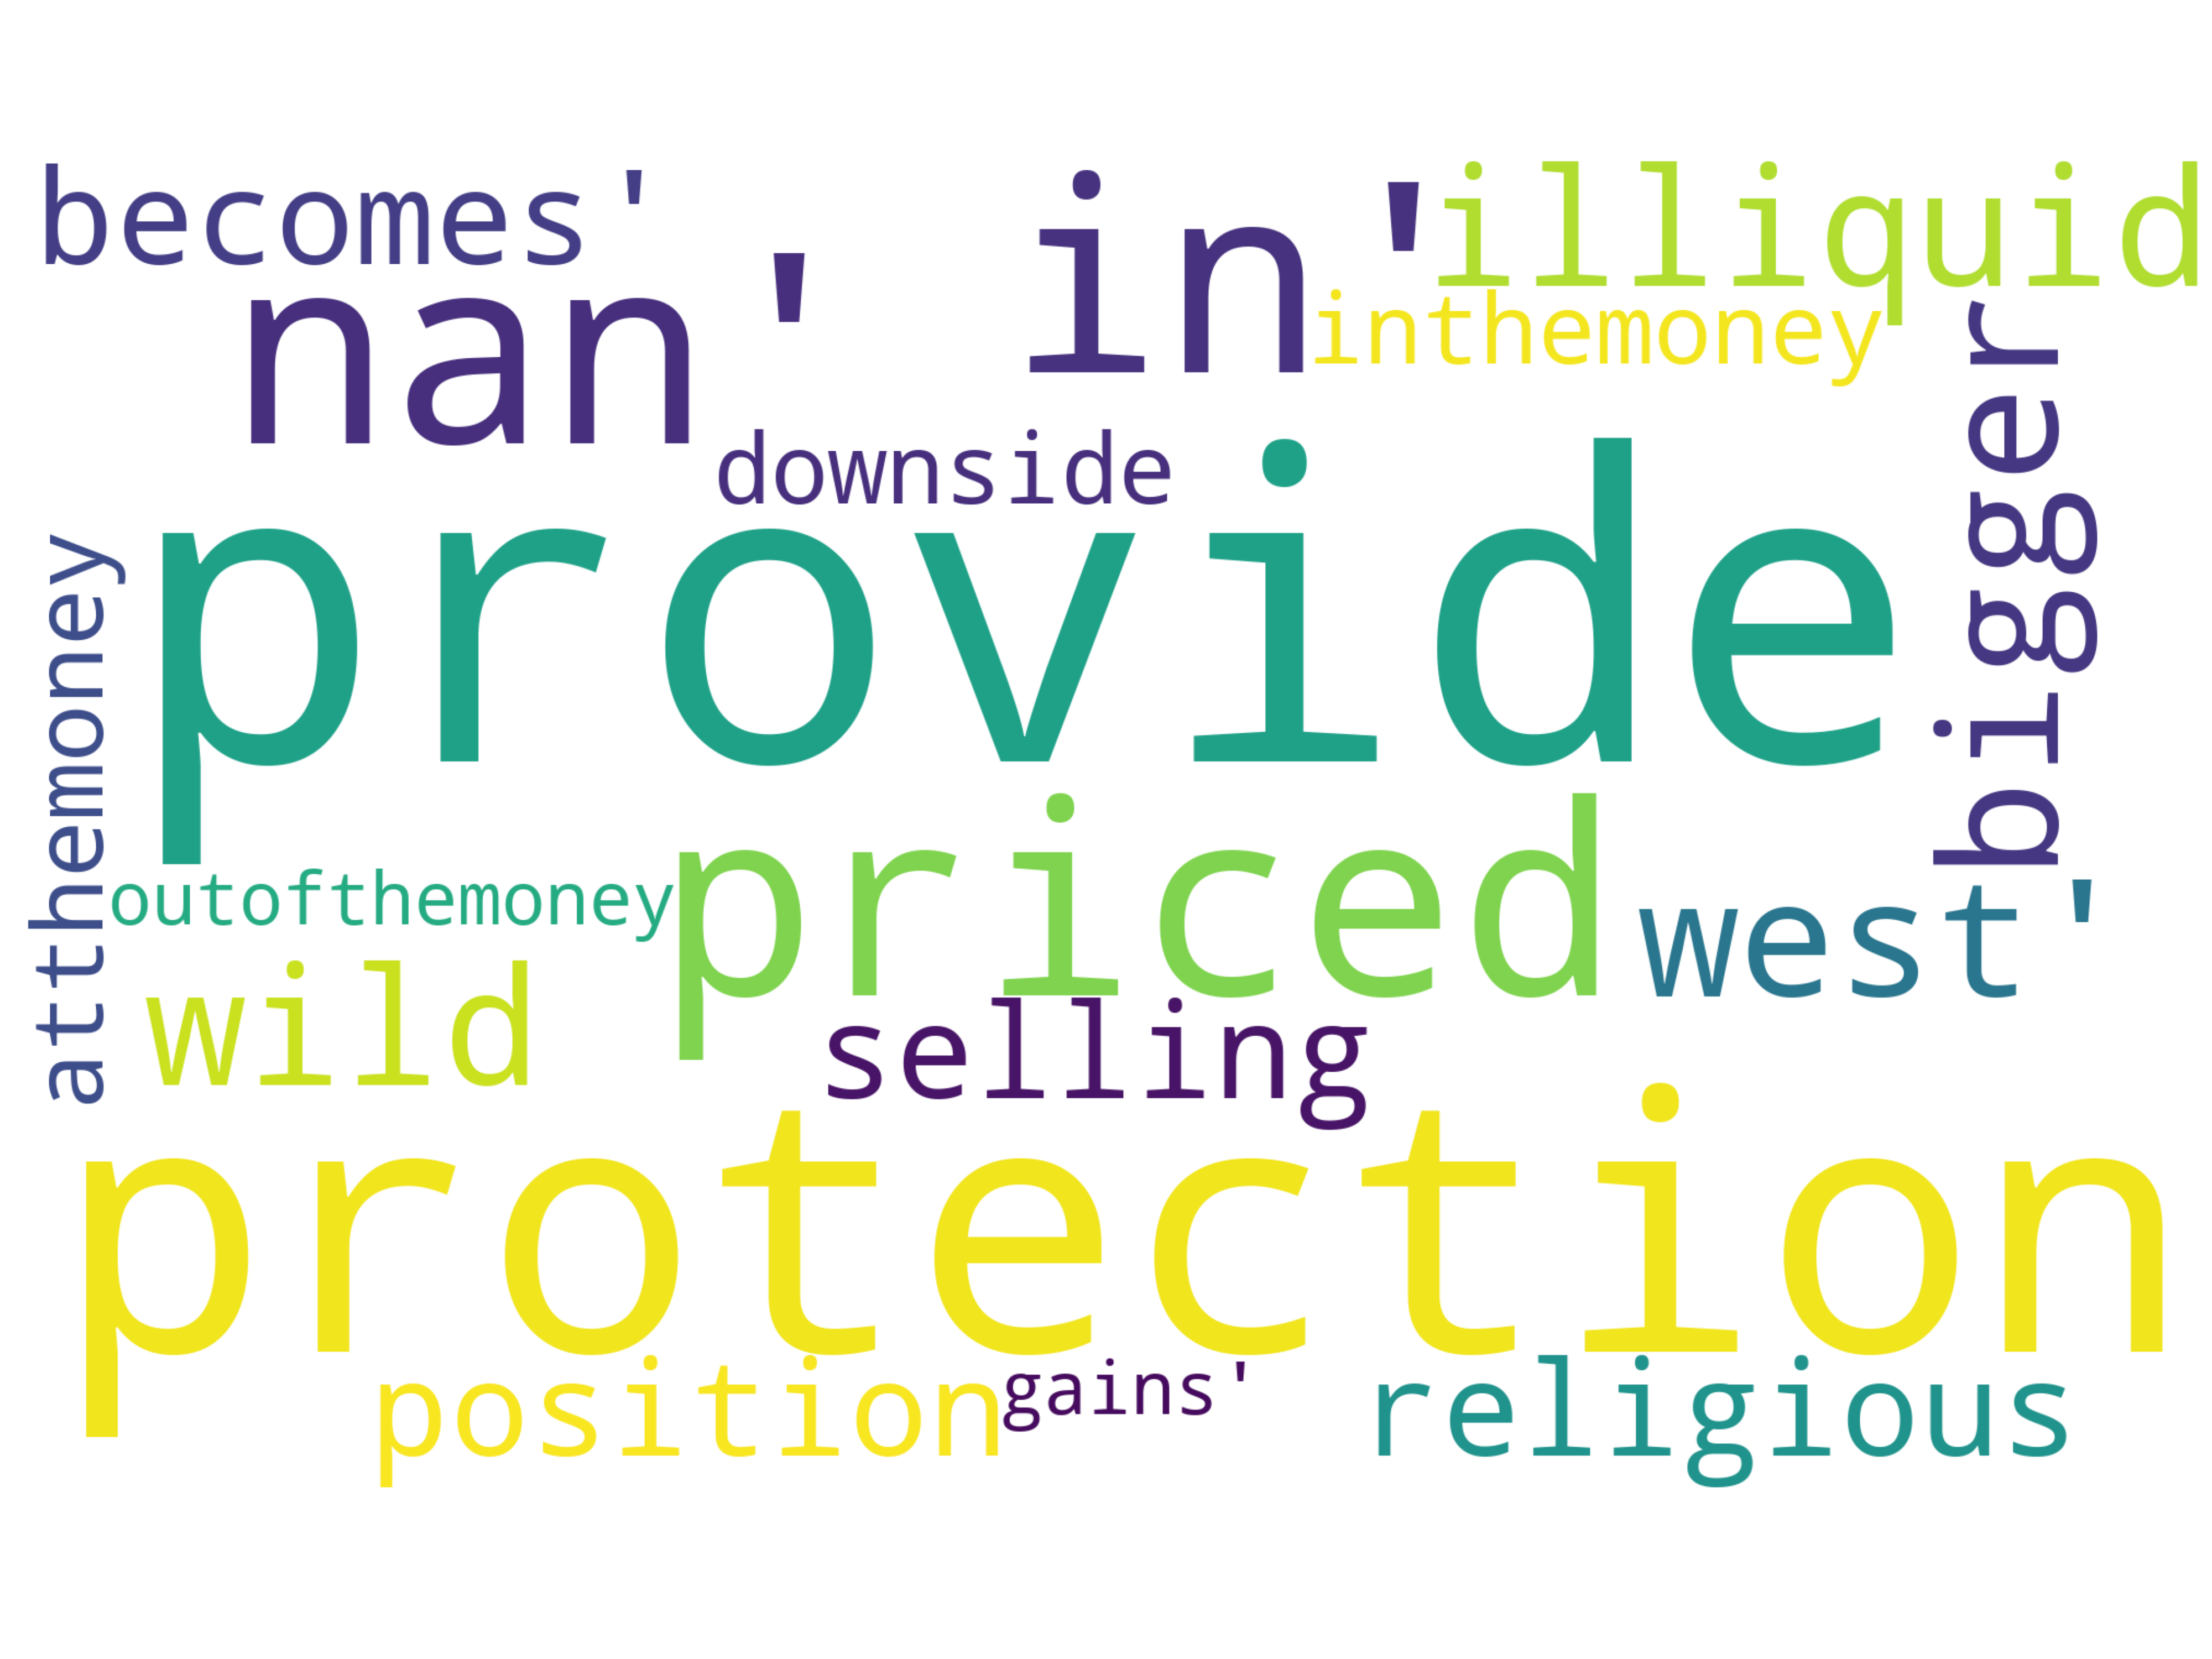 becomes'
in'
illiquid
nan'
inthemoney
downside
bigger
provide
atthemoney
priced
outofthemoney
west'
wild
selling
protection
position
gains'
religious